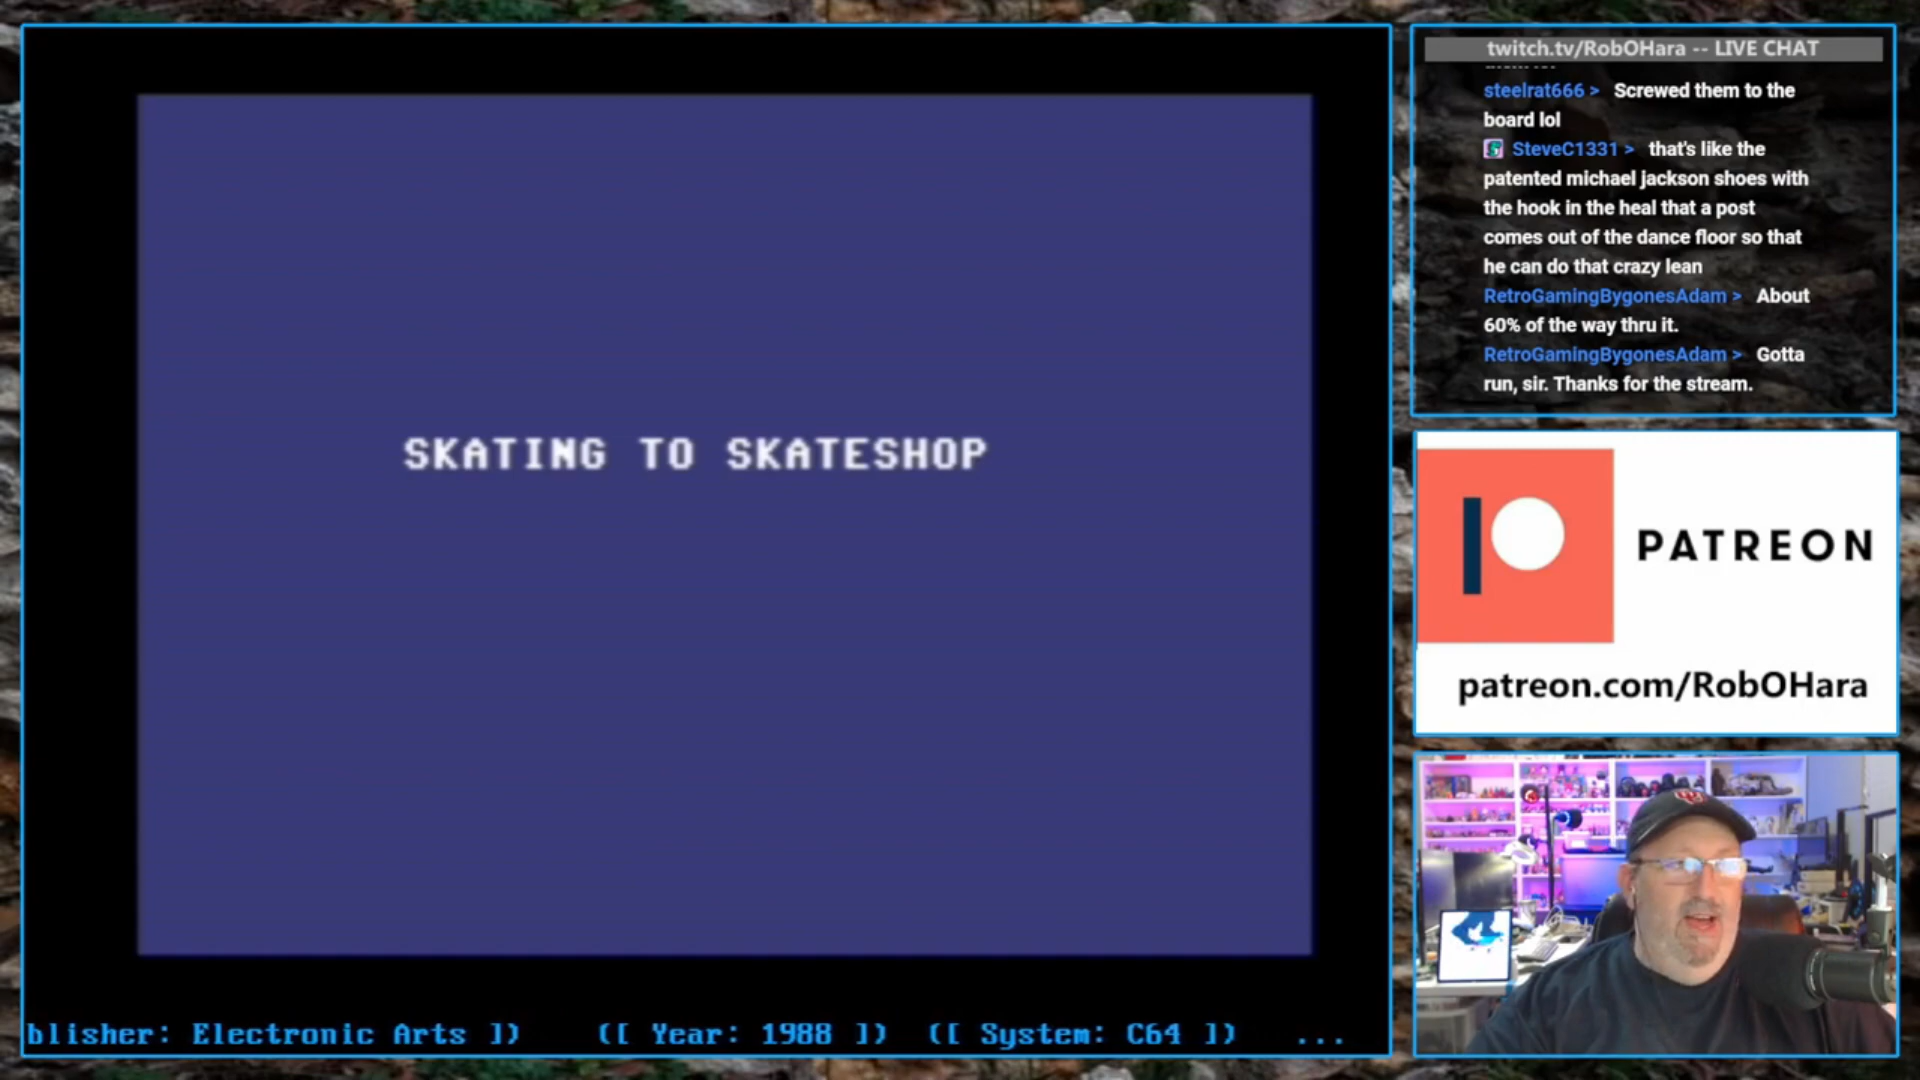 SKATING TO SKATESHOP
blisher: Electronic Arts ])     ([ Year: 1988 ])  ([ System: C64 ])   ...
twitch.tv/RobOHara -- LIVE CHAT
steelrat666 > Screwed them to the
board lol
SteveC1331 > that's like the
patented michael jackson shoes with
the hook in the heal that a post
comes out of the dance floor so that
he can do that crazy lean
RetroGamingBygonesAdam > About
60% of the way thru it.
RetroGamingBygonesAdam > Gotta
run, sir. Thanks for the stream.
PATREON
patreon.com/RobOHara